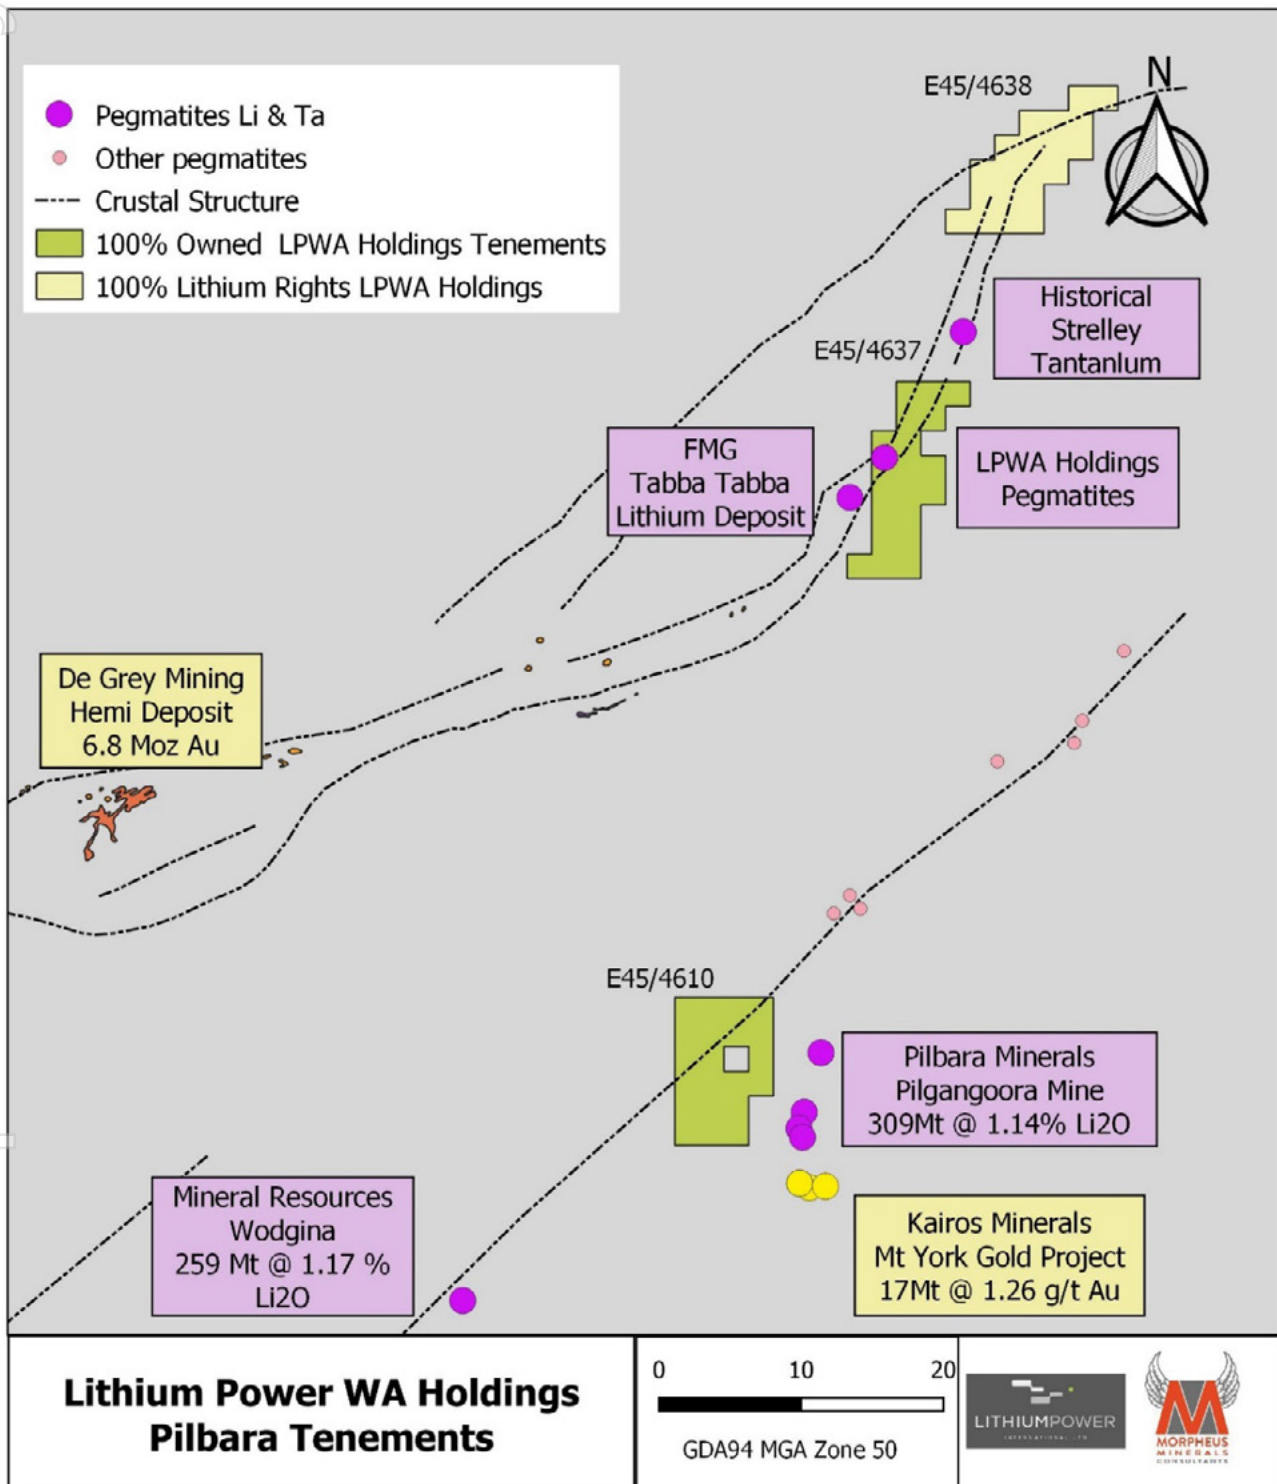 E45/4638
N
Pegmatites Li & Ta
Other pegmatites
Crustal Structure
100% Owned LPWA Holdings Tenements
100% Lithium Rights LPWA Holdings
Historical
Strelley
Tantanlum
E45/4637
FMG
Tabba Tabba
Lithium Deposit
LPWA Holdings
Pegmatites
De Grey Mining
Hemi Deposit
6.8 Moz Au
E45/4610
Pilbara Minerals
Pilgangoora Mine
309Mt @ 1.14% Li2O
Mineral Resources
Wodgina
259 Mt @ 1.17 %
Li2O
Kairos Minerals
Mt York Gold Project
17Mt @ 1.26 g/t Au
Lithium Power WA Holdings
Pilbara Tenements
0 10 20
GDA94 MGA Zone 50
LITHIUMPOWER
INTERNATIONAL LTD
MORPHEUS
MINERALS
CONSULTANTS